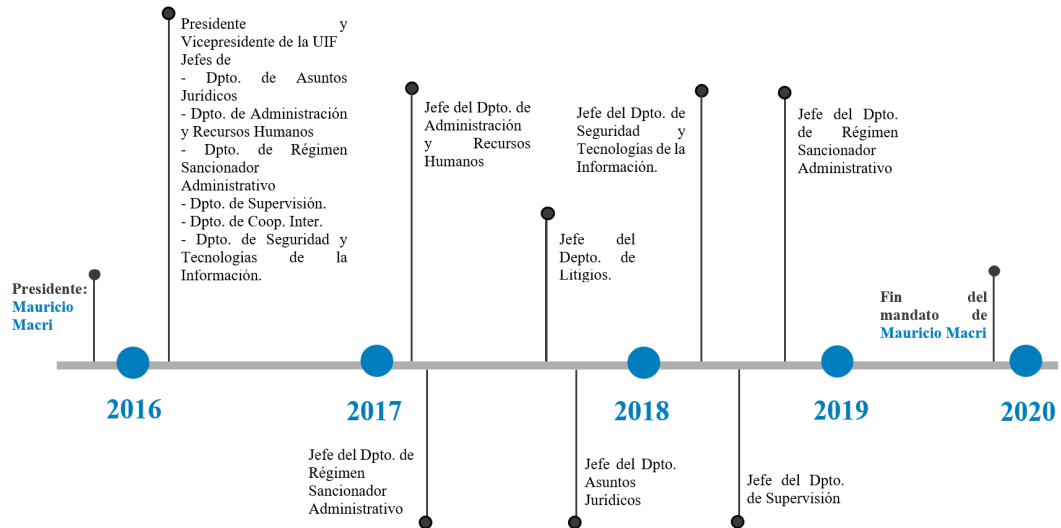 Presidente y
Vicepresidente de la UIF
Jefes de
- Dpto. de Asuntos
Jurídicos
- Dpto. de Administración
y Recursos Humanos
- Dpto. de Régimen
Sancionador
Administrativo
- Dpto. de Supervisión.
- Dpto. de Coop. Inter.
- Dpto. de Seguridad y
Tecnologías de la
Información.
Jefe del Dpto. de
Administración
y Recursos
Humanos
Jefe del Dpto. de
Seguridad y
Tecnologías de la
Información.
Jefe del Dpto.
de Régimen
Sancionador
Administrativo
Jefe del
Depto. de
Litigios.
Presidente:
Mauricio
Macri
Fin del
mandato de
Mauricio Macri
2016
2017
2018
2019
2020
Jefe del Dpto. de
Régimen
Sancionador
Administrativo
Jefe del Dpto.
Asuntos
Jurídicos
Jefe del Dpto.
de Supervisión